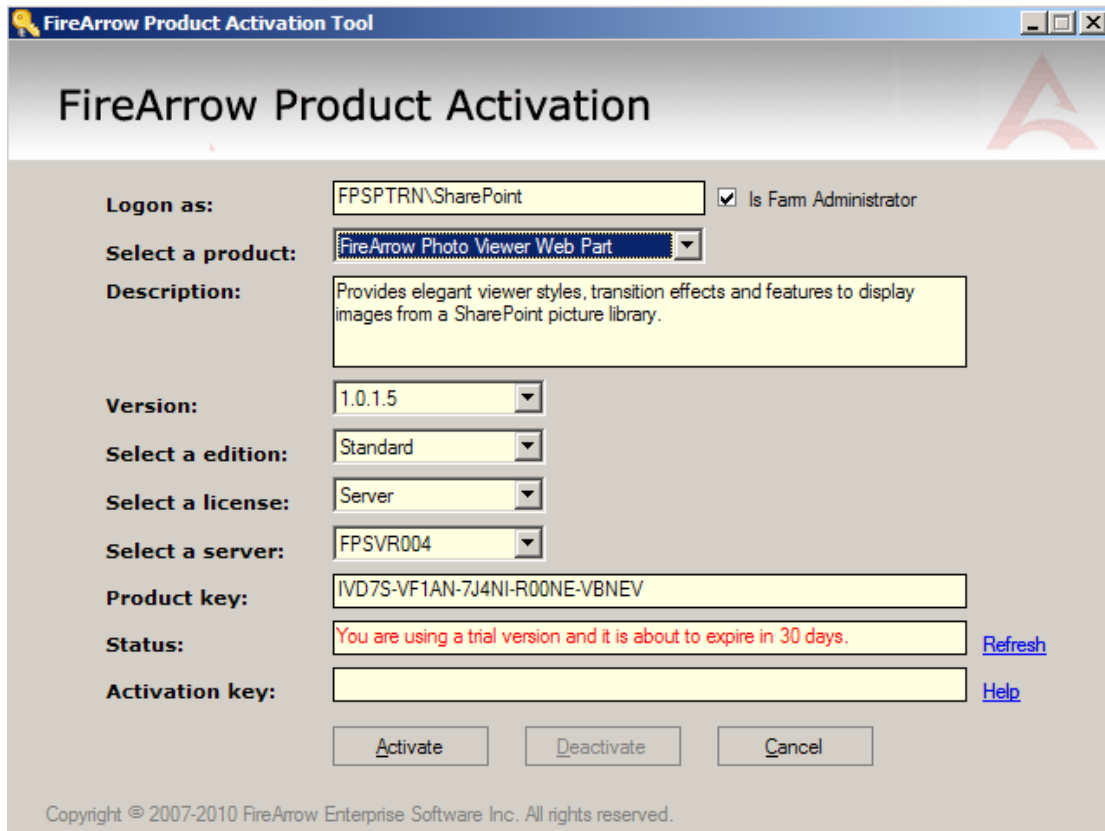 FireArrow Product Activation Tool
FireArrow Product Activation
Logon as: FPSPTRN\SharePoint Is Farm Administrator
Select a product: FireArrow Photo Viewer Web Part
Description: Provides elegant viewer styles, transition effects and features to display
images from a SharePoint picture library.
Version: 1.0.1.5
Select a edition: Standard
Select a license: Server
Select a server: FPSVR004
Product key: IVD7S-VF1AN-7J4NI-R00NE-VBNEV
Status: You are using a trial version and it is about to expire in 30 days. Refresh
Activation key: Help
Activate Deactivate Cancel
Copyright © 2007-2010 FireArrow Enterprise Software Inc. All rights reserved.